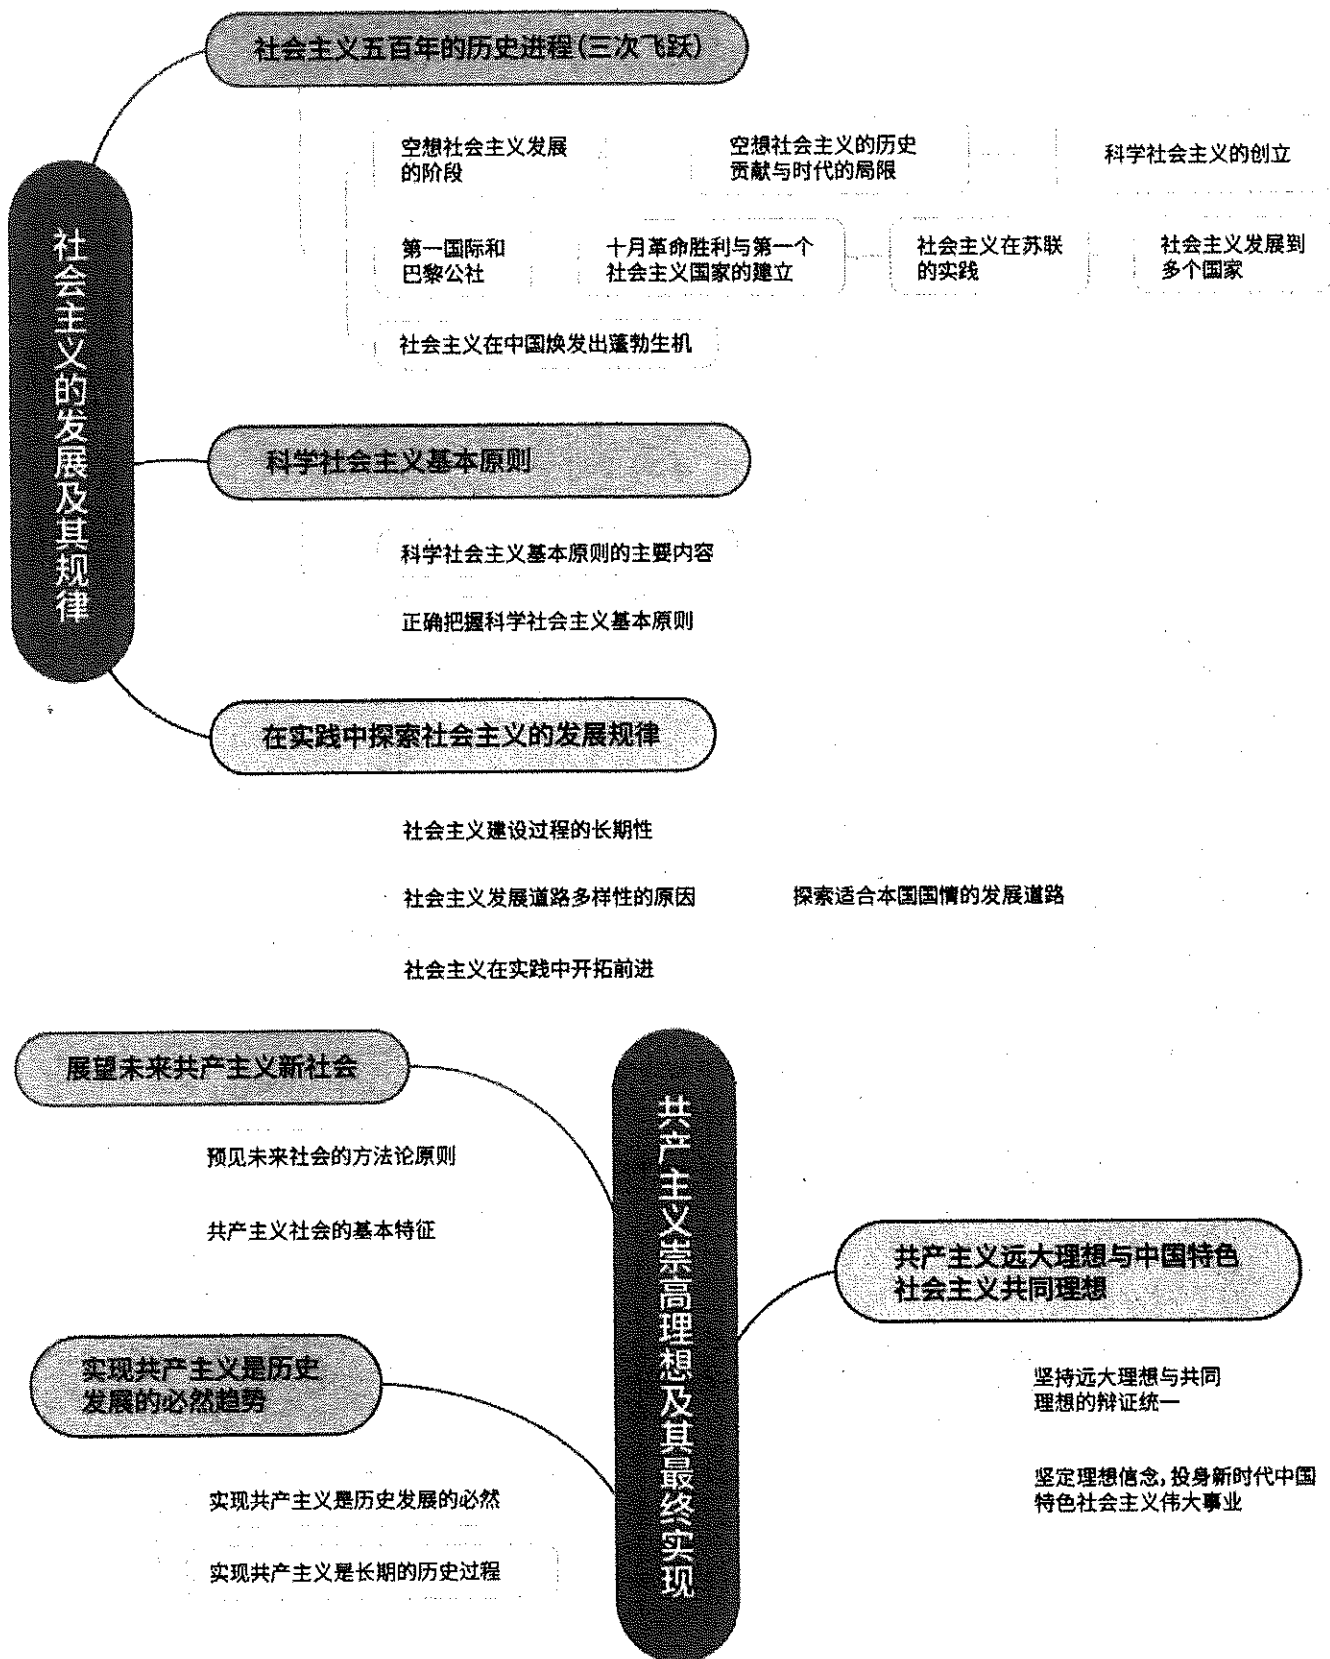 社会主义的发展及其规律
社会主义五百年的历史进程(三次飞跃)
空想社会主义发展
的阶段
空想社会主义的历史
贡献与时代的局限
科学社会主义的创立
第一国际和
巴黎公社
十月革命胜利与第一个
社会主义国家的建立
社会主义在苏联
的实践
社会主义发展到
多个国家
社会主义在中国焕发出蓬勃生机
科学社会主义基本原则
科学社会主义基本原则的主要内容
正确把握科学社会主义基本原则
在实践中探索社会主义的发展规律
社会主义建设过程的长期性
社会主义发展道路多样性的原因
探索适合本国国情的发展道路
社会主义在实践中开拓前进
共产主义崇高理想及其最终实现
展望未来共产主义新社会
预见未来社会的方法论原则
共产主义社会的基本特征
实现共产主义是历史
发展的必然趋势
实现共产主义是历史发展的必然
实现共产主义是长期的历史过程
共产主义远大理想与中国特色
社会主义共同理想
坚持远大理想与共同
理想的辩证统一
坚定理想信念,投身新时代中国
特色社会主义伟大事业